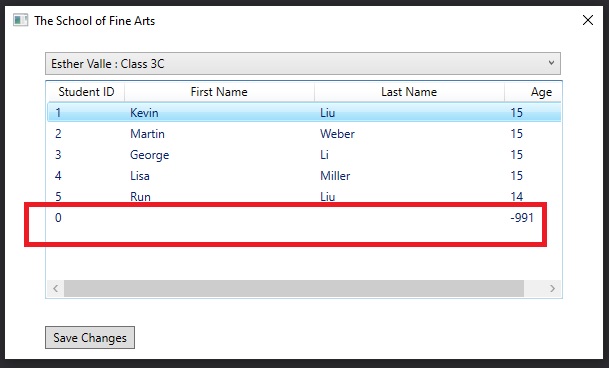 The School of Fine Arts
Esther Valle : Class 3C
Student ID First Name Last Name Age
1 Kevin Liu 15
2 Martin Weber 15
3 George Li 15
4 Lisa Miller 15
5 Run Liu 14
0 -991
Save Changes